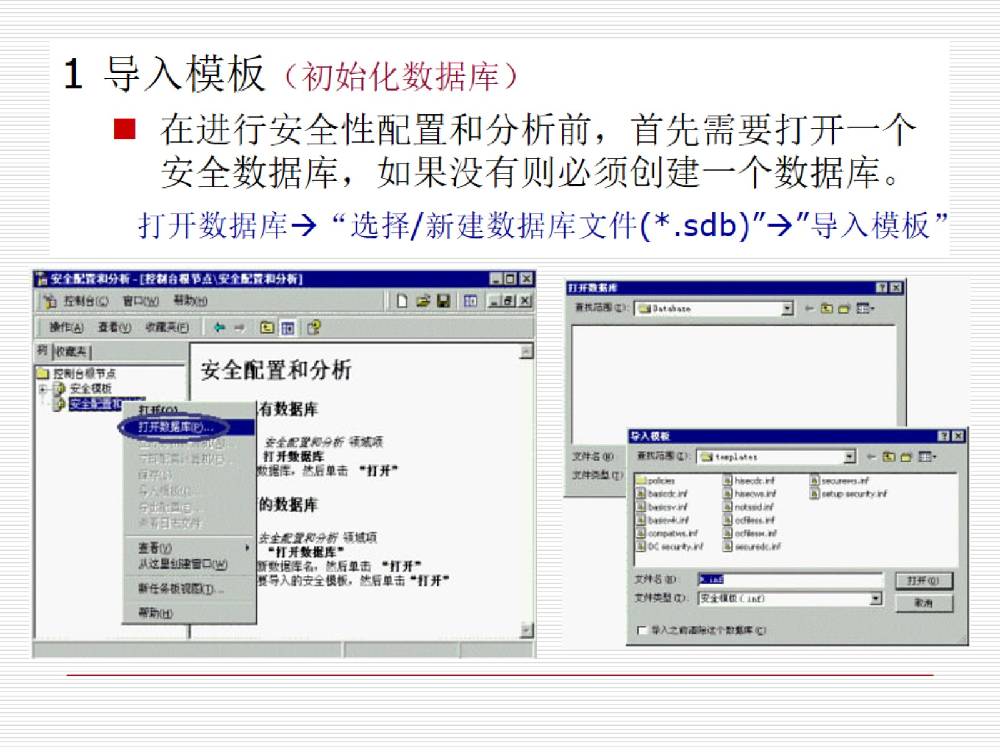 1 导入模板（初始化数据库）
■ 在进行安全性配置和分析前，首先需要打开一个
安全数据库，如果没有则必须创建一个数据库。
打开数据库→“选择/新建数据库文件(*.sdb)”→”导入模板”
安全配置和分析 - [控制台根节点\安全配置和分析]
控制台(C) 窗口(W) 帮助(H)
操作(A) 查看(V) 收藏夹(F)
树 收藏夹
控制台根节点
安全模板
安全配置和
打开(O)
打开数据库(P)...
保存(S)
导入模板(I)...
导出配置(E)...
查看日志文件
查看(V)
从这里创建窗口(W)
新任务板视图(T)...
帮助(H)
安全配置和分析
有数据库
安全配置和分析 领域项
打开数据库
数据库，然后单击 “打开”
的数据库
安全配置和分析 领域项
“打开数据库”
新数据库名，然后单击 “打开”
要导入的安全模板，然后单击“打开”
打开数据库
查找范围(I): Database
文件名(N)
文件类型(T)
导入模板
查找范围(I): templates
policies hisecdc.inf securews.inf
basicdc.inf hisecws.inf setup security.inf
basicsv.inf notssid.inf
basicwk.inf ocfiless.inf
compatws.inf ocfilesw.inf
DC security.inf securedc.inf
文件名(N): *.inf 打开(O)
文件类型(T): 安全模板(.inf) 取消
导入之前清除这个数据库(C)